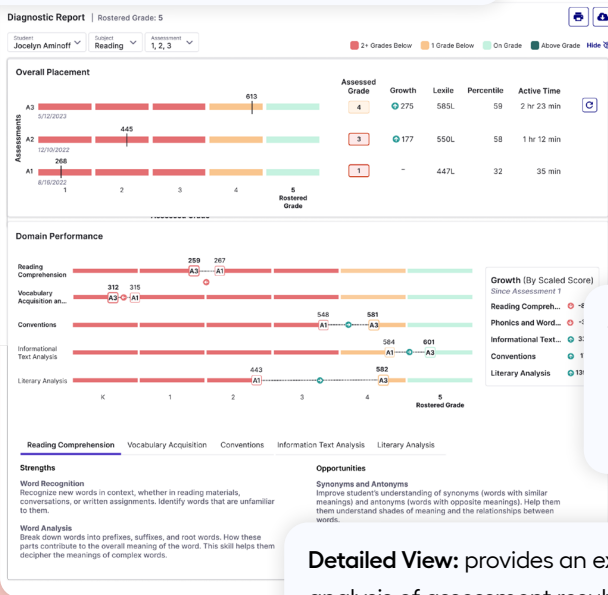 Diagnostic Report | Rostered Grade: 5
Student Subject Assessment
Jocelyn Aminoff Reading 1, 2, 3
2+ Grades Below 1 Grade Below On Grade Above Grade Hide
Overall Placement
Assessed Grade Growth Lexile Percentile Active Time
613
A3 4 275 585L 59 2 hr 23 min
5/12/2023
445
A2 3 177 550L 58 1 hr 12 min
12/10/2022
268
A1 1 - 447L 32 35 min
8/16/2022
Assessments
1 2 3 4 5
Rostered
Grade
Assessed Grade
Domain Performance
259 267
Reading
Comprehension
A3 A1
312 315
Vocabulary
Acquisition an...
A3 A1
548 581
Conventions
A1 A3
564 601
Informational
Text Analysis
A1 A3
443 582
Literary Analysis
A1 A3
K 1 2 3 4 5
Rostered Grade
Growth (By Scaled Score)
Since Assessment 1
Reading Compreh... -8
Phonics and Word...
Informational Text...
Conventions
Literary Analysis
Reading Comprehension Vocabulary Acquisition Conventions Information Text Analysis Literary Analysis
Strengths
Word Recognition
Recognize new words in context, whether in reading materials,
conversations, or written assignments. Identify words that are unfamiliar
to them.
Word Analysis
Break down words into prefixes, suffixes, and root words. How these
parts contribute to the overall meaning of the word. This skill helps them
decipher the meanings of complex words.
Opportunities
Synonyms and Antonyms
Improve student's understanding of synonyms (words with similar
meanings) and antonyms (words with opposite meanings). Help them
them understand shades of meaning and the relationships between
words.
Detailed View: provides an ex
analysis of assessment resul